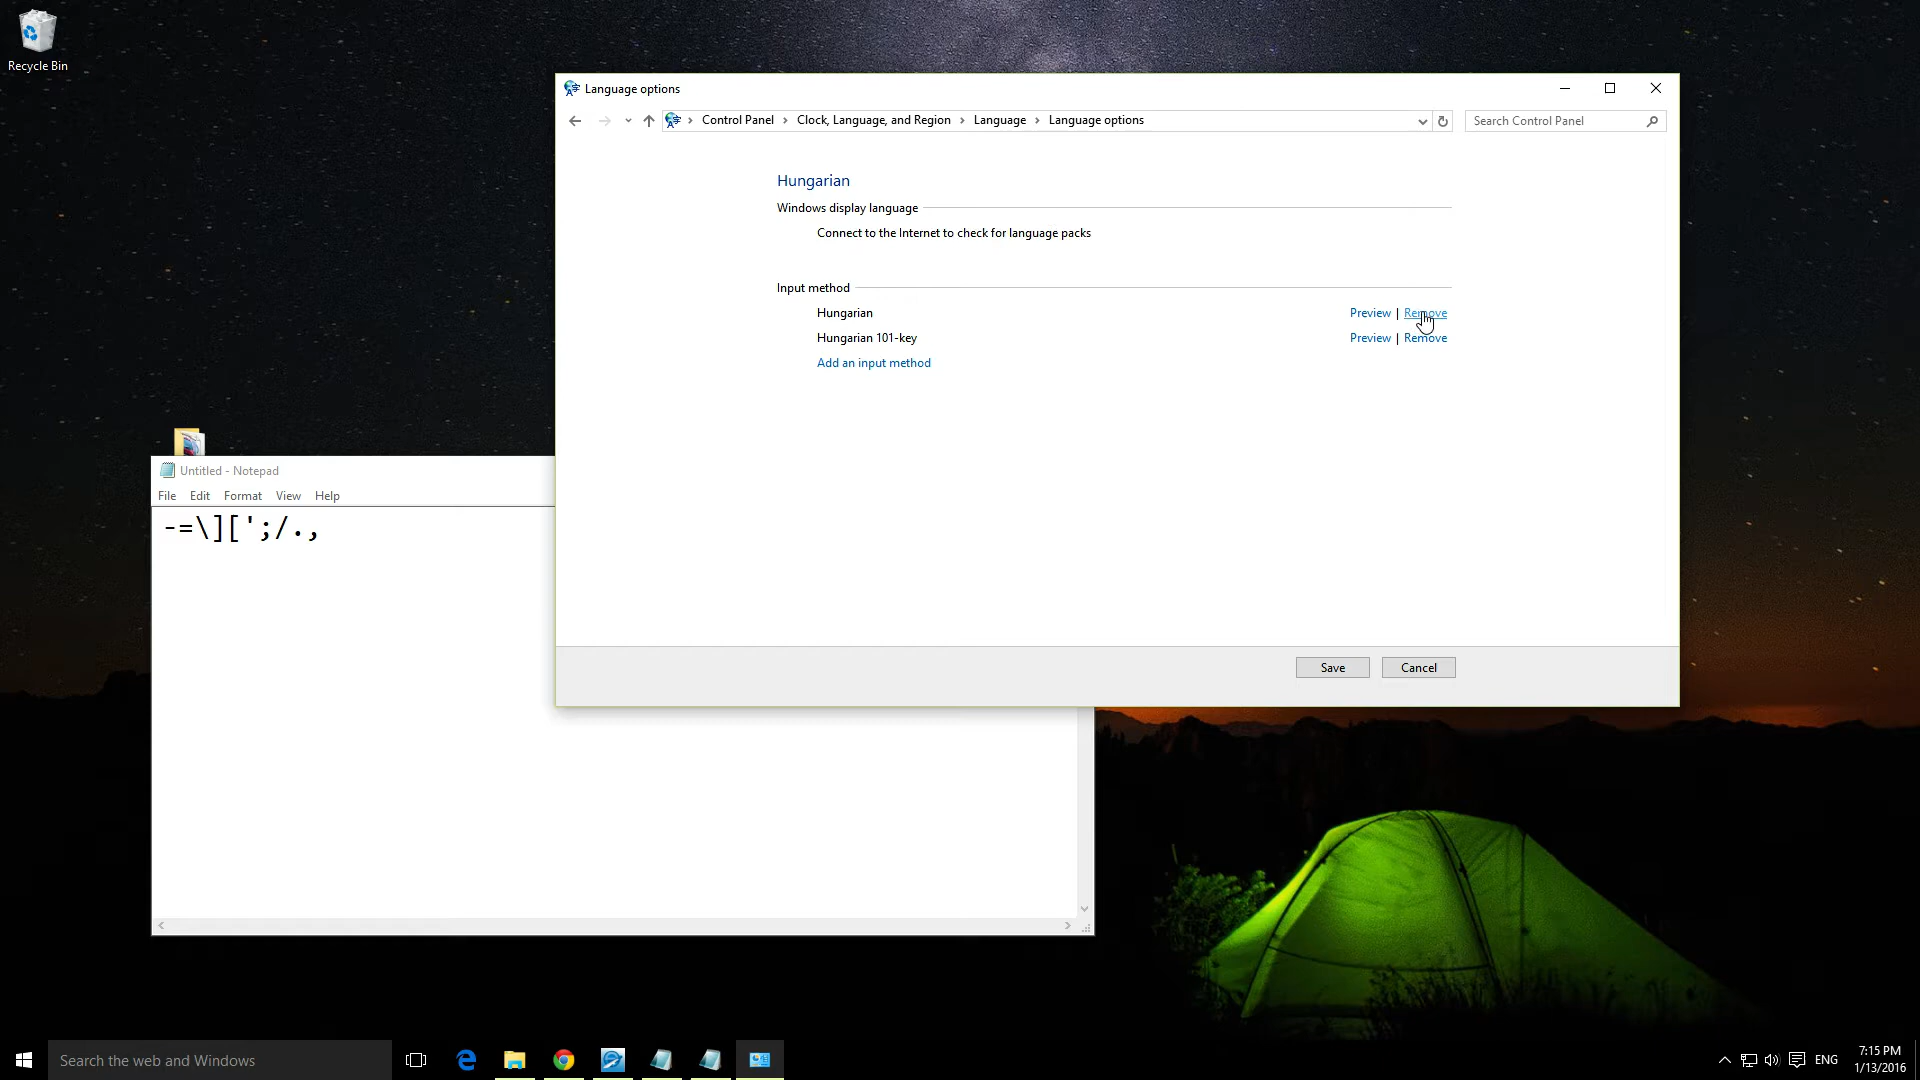 Recycle Bin
Language options
Control Panel > Clock, Language, and Region > Language > Language options
Search Control Panel
Hungarian
Windows display language
Connect to the Internet to check for language packs
Input method
Hungarian Preview | Remove
Hungarian 101-key Preview | Remove
Add an input method
Save Cancel
Untitled - Notepad
File Edit Format View Help
-=\][';/.,
Search the web and Windows
ENG
7:15 PM
1/13/2016